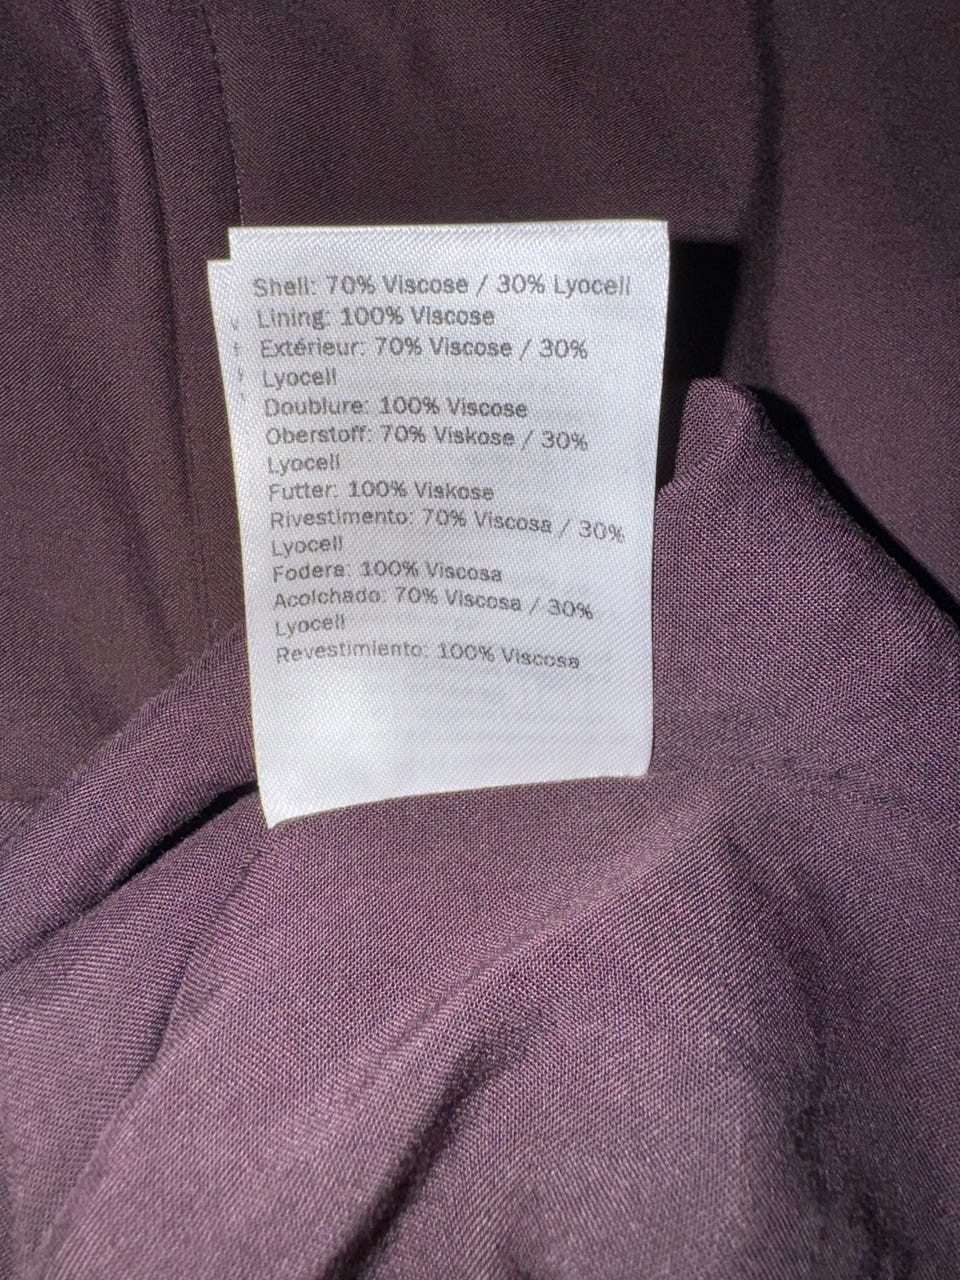 Shell: 70% Viscose / 30% Lyocell
Lining: 100% Viscose
Extérieur: 70% Viscose / 30%
Lyocell
Doublure: 100% Viscose
Oberstoff: 70% Viskose / 30%
Lyocell
Futter: 100% Viskose
Rivestimento: 70% Viscosa / 30%
Lyocell
Fodera: 100% Viscosa
Acolchado: 70% Viscosa / 30%
Lyocell
Revestimiento: 100% Viscosa